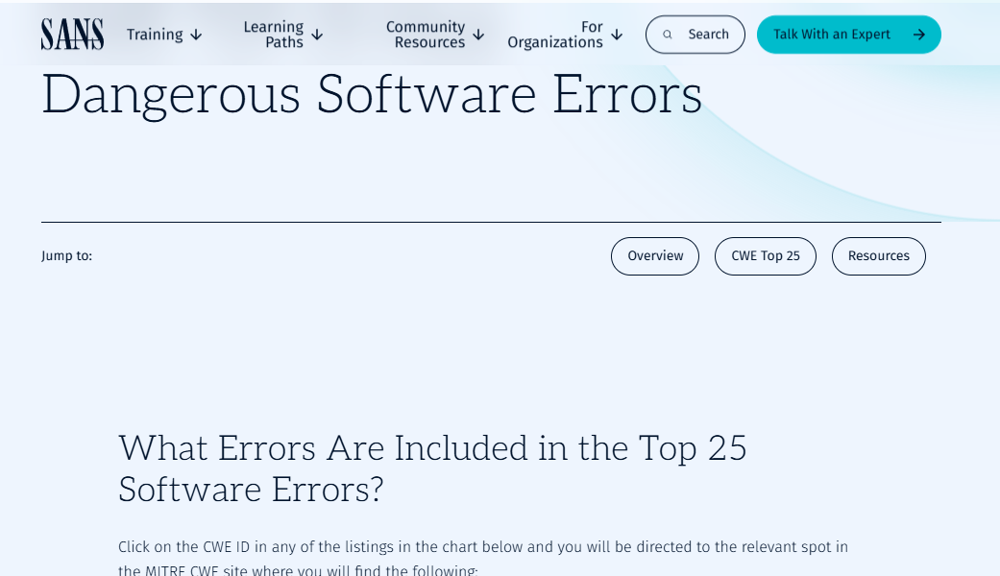 SANS
Training
Learning
Paths
Community
Resources
For
Organizations
Search
Talk With an Expert
Dangerous Software Errors
Jump to:
Overview
CWE Top 25
Resources
What Errors Are Included in the Top 25
Software Errors?
Click on the CWE ID in any of the listings in the chart below and you will be directed to the relevant spot in
the MITRE CWE site where you will find the following: